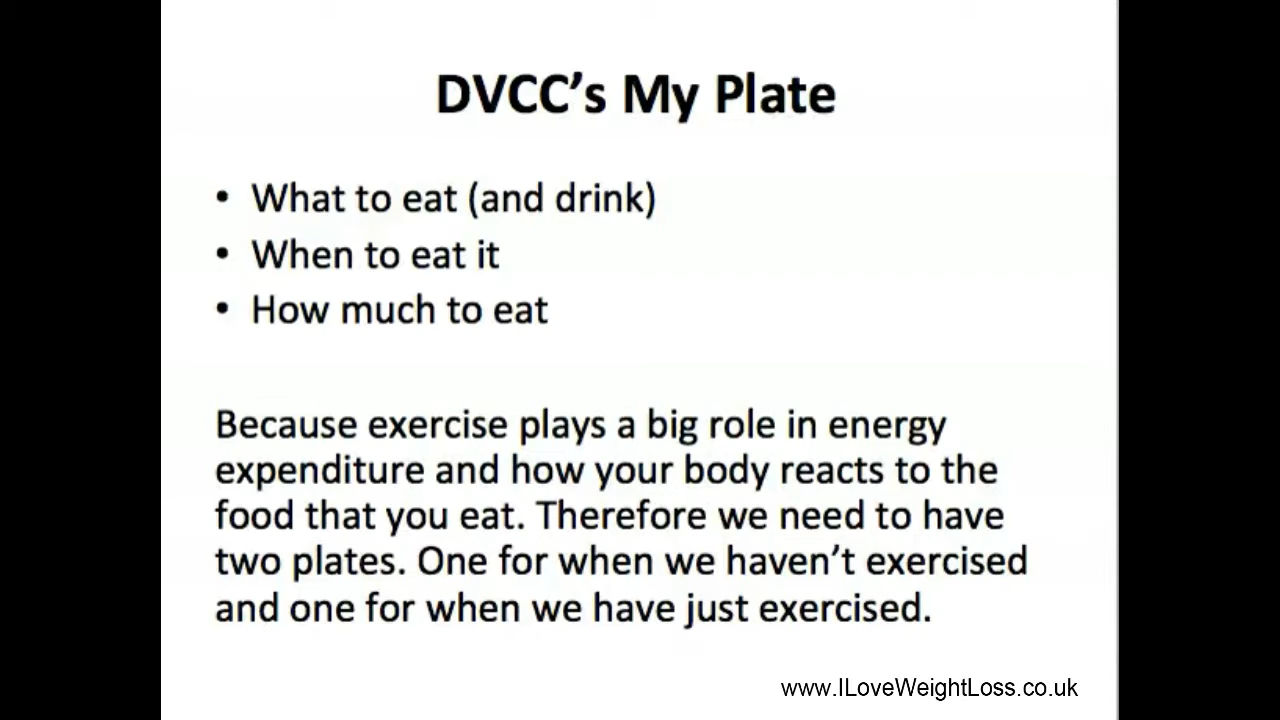 DVCC’s My Plate
• What to eat (and drink)
• When to eat it
• How much to eat
Because exercise plays a big role in energy
expenditure and how your body reacts to the
food that you eat. Therefore we need to have
two plates. One for when we haven’t exercised
and one for when we have just exercised.
www.ILoveWeightLoss.co.uk